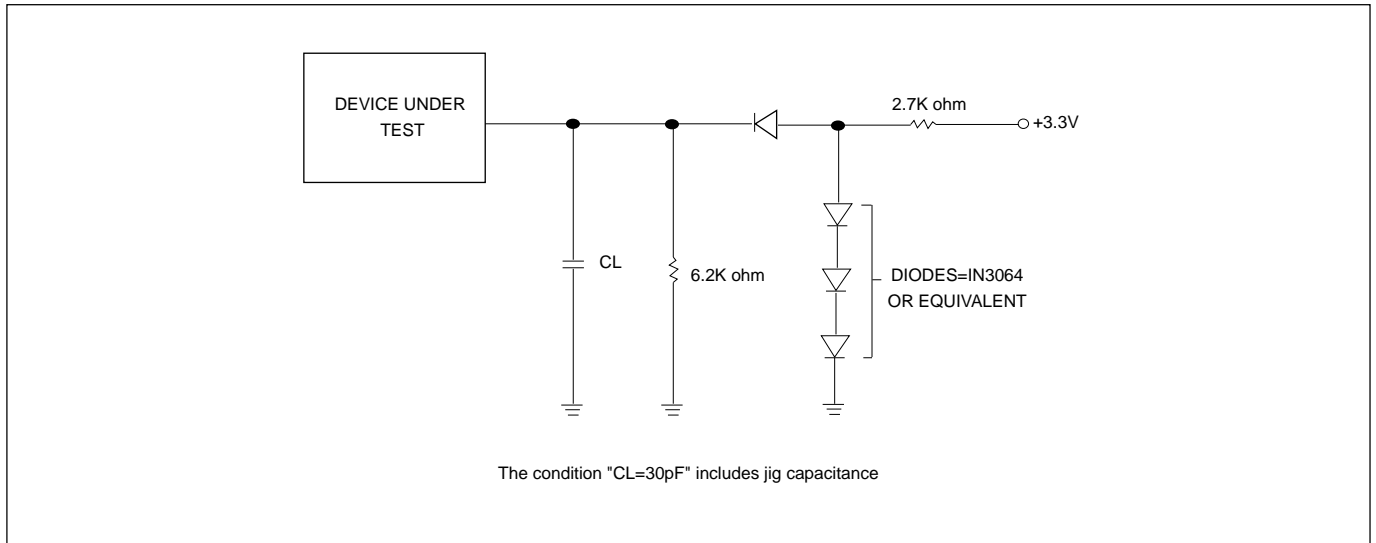 DEVICE UNDER
TEST
2.7K ohm
+3.3V
CL
6.2K ohm
DIODES=IN3064
OR EQUIVALENT
The condition "CL=30pF" includes jig capacitance